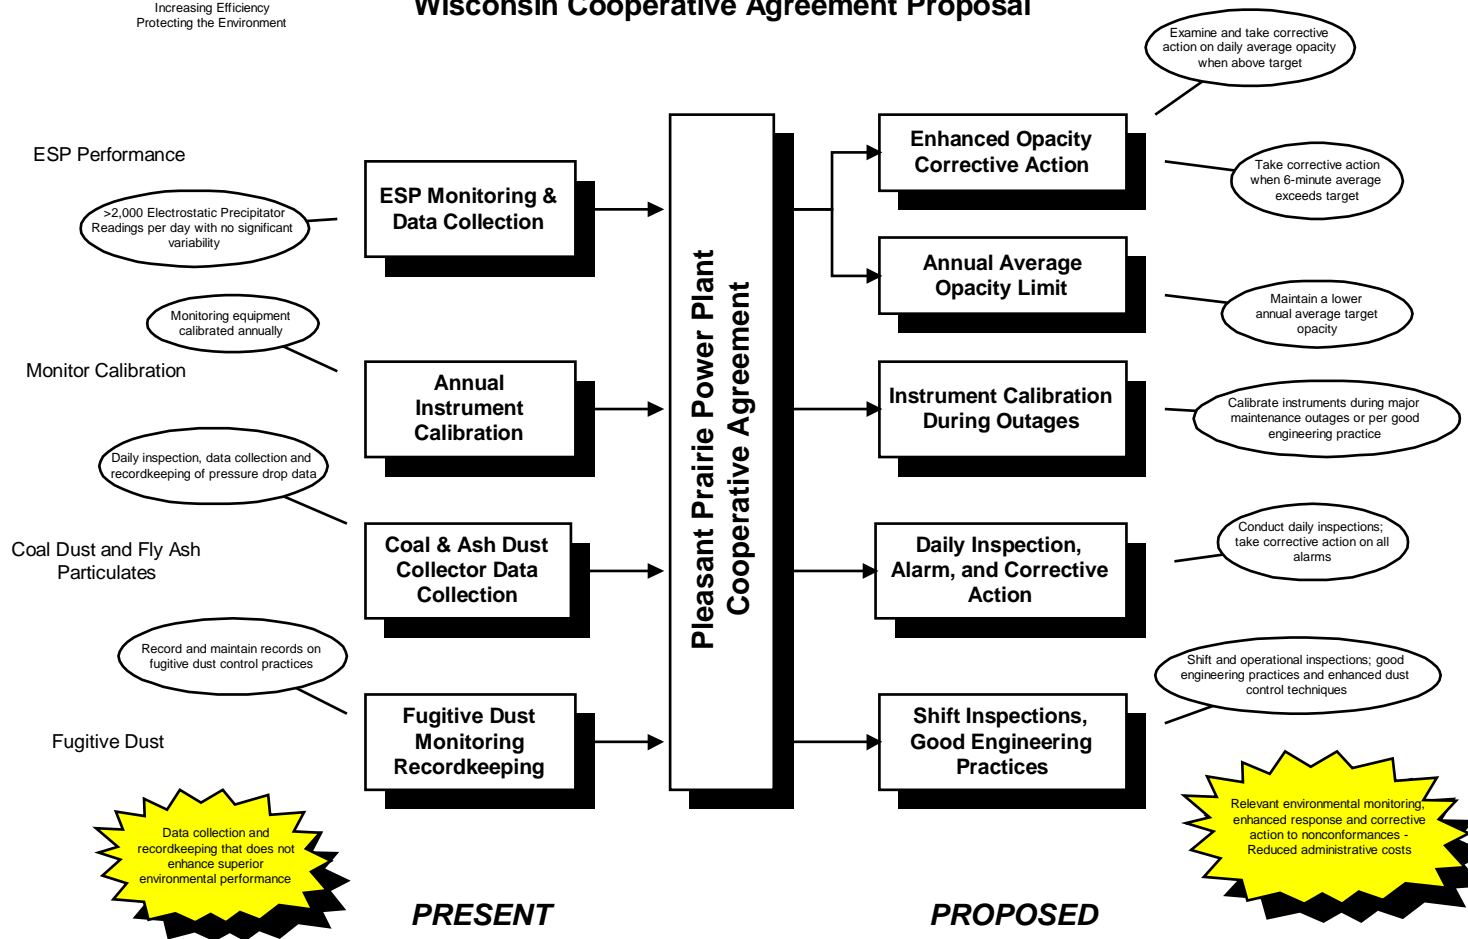 Increasing Efficiency
Protecting the Environment
Wisconsin Cooperative Agreement Proposal
Examine and take corrective
action on daily average opacity
when above target
ESP Performance
>2,000 Electrostatic Precipitator
Readings per day with no significant
variability
ESP Monitoring &
Data Collection
Enhanced Opacity
Corrective Action
Take corrective action
when 6-minute average
exceeds target
Annual Average
Opacity Limit
Maintain a lower
annual average target
opacity
Monitoring equipment
calibrated annually
Monitor Calibration
Annual
Instrument
Calibration
Pleasant Prairie Power Plant
Cooperative Agreement
Instrument Calibration
During Outages
Calibrate instruments during major
maintenance outages or per good
engineering practice
Daily inspection, data collection and
recordkeeping of pressure drop data
Coal Dust and Fly Ash
Particulates
Coal & Ash Dust
Collector Data
Collection
Daily Inspection,
Alarm, and Corrective
Action
Conduct daily inspections;
take corrective action on all
alarms
Record and maintain records on
fugitive dust control practices
Fugitive Dust
Fugitive Dust
Monitoring
Recordkeeping
Shift Inspections,
Good Engineering
Practices
Shift and operational inspections; good
engineering practices and enhanced dust
control techniques
Data collection and
recordkeeping that does not
enhance superior
environmental performance
Relevant environmental monitoring,
enhanced response and corrective
action to nonconformances -
Reduced administrative costs
PRESENT
PROPOSED